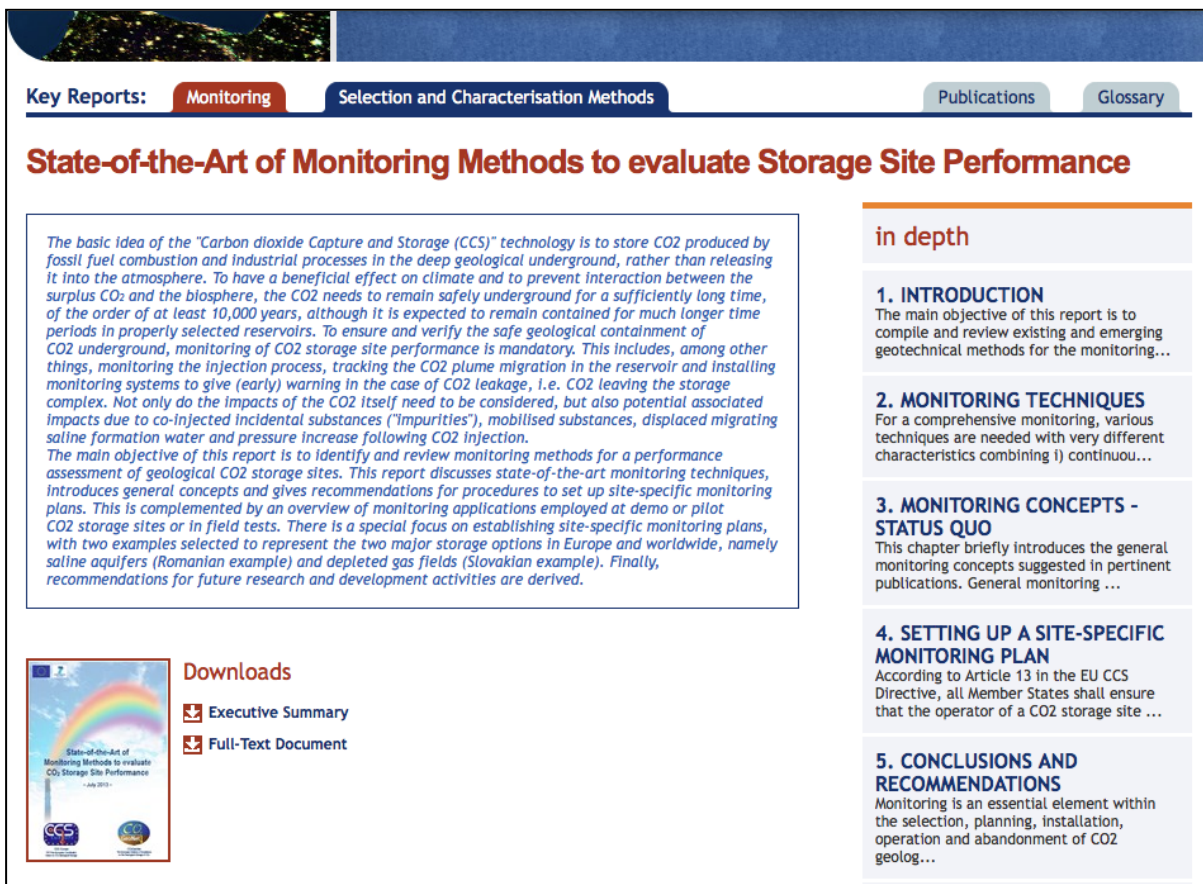 Key Reports: Monitoring Selection and Characterisation Methods Publications Glossary
State-of-the-Art of Monitoring Methods to evaluate Storage Site Performance
The basic idea of the "Carbon dioxide Capture and Storage (CCS)" technology is to store CO2 produced by
fossil fuel combustion and industrial processes in the deep geological underground, rather than releasing
it into the atmosphere. To have a beneficial effect on climate and to prevent interaction between the
surplus CO₂ and the biosphere, the CO2 needs to remain safely underground for a sufficiently long time,
of the order of at least 10,000 years, although it is expected to remain contained for much longer time
periods in properly selected reservoirs. To ensure and verify the safe geological containment of
CO2 underground, monitoring of CO2 storage site performance is mandatory. This includes, among other
things, monitoring the injection process, tracking the CO2 plume migration in the reservoir and installing
monitoring systems to give (early) warning in the case of CO2 leakage, i.e. CO2 leaving the storage
complex. Not only do the impacts of the CO2 itself need to be considered, but also potential associated
impacts due to co-injected incidental substances ("impurities"), mobilised substances, displaced migrating
saline formation water and pressure increase following CO2 injection.
The main objective of this report is to identify and review monitoring methods for a performance
assessment of geological CO2 storage sites. This report discusses state-of-the-art monitoring techniques,
introduces general concepts and gives recommendations for procedures to set up site-specific monitoring
plans. This is complemented by an overview of monitoring applications employed at demo or pilot
CO2 storage sites or in field tests. There is a special focus on establishing site-specific monitoring plans,
with two examples selected to represent the two major storage options in Europe and worldwide, namely
saline aquifers (Romanian example) and depleted gas fields (Slovakian example). Finally,
recommendations for future research and development activities are derived.
in depth
1. INTRODUCTION
The main objective of this report is to
compile and review existing and emerging
geotechnical methods for the monitoring...
2. MONITORING TECHNIQUES
For a comprehensive monitoring, various
techniques are needed with very different
characteristics combining i) continuou...
3. MONITORING CONCEPTS –
STATUS QUO
This chapter briefly introduces the general
monitoring concepts suggested in pertinent
publications. General monitoring ...
4. SETTING UP A SITE-SPECIFIC
MONITORING PLAN
According to Article 13 in the EU CCS
Directive, all Member States shall ensure
that the operator of a CO2 storage site ...
5. CONCLUSIONS AND
RECOMMENDATIONS
Monitoring is an essential element within
the selection, planning, installation,
operation and abandonment of CO2
geolog...
Downloads
Executive Summary
Full-Text Document
State-of-the-Art of
Monitoring Methods to evaluate
CO₂ Storage Site Performance
- July 2013 -
CGS
CO